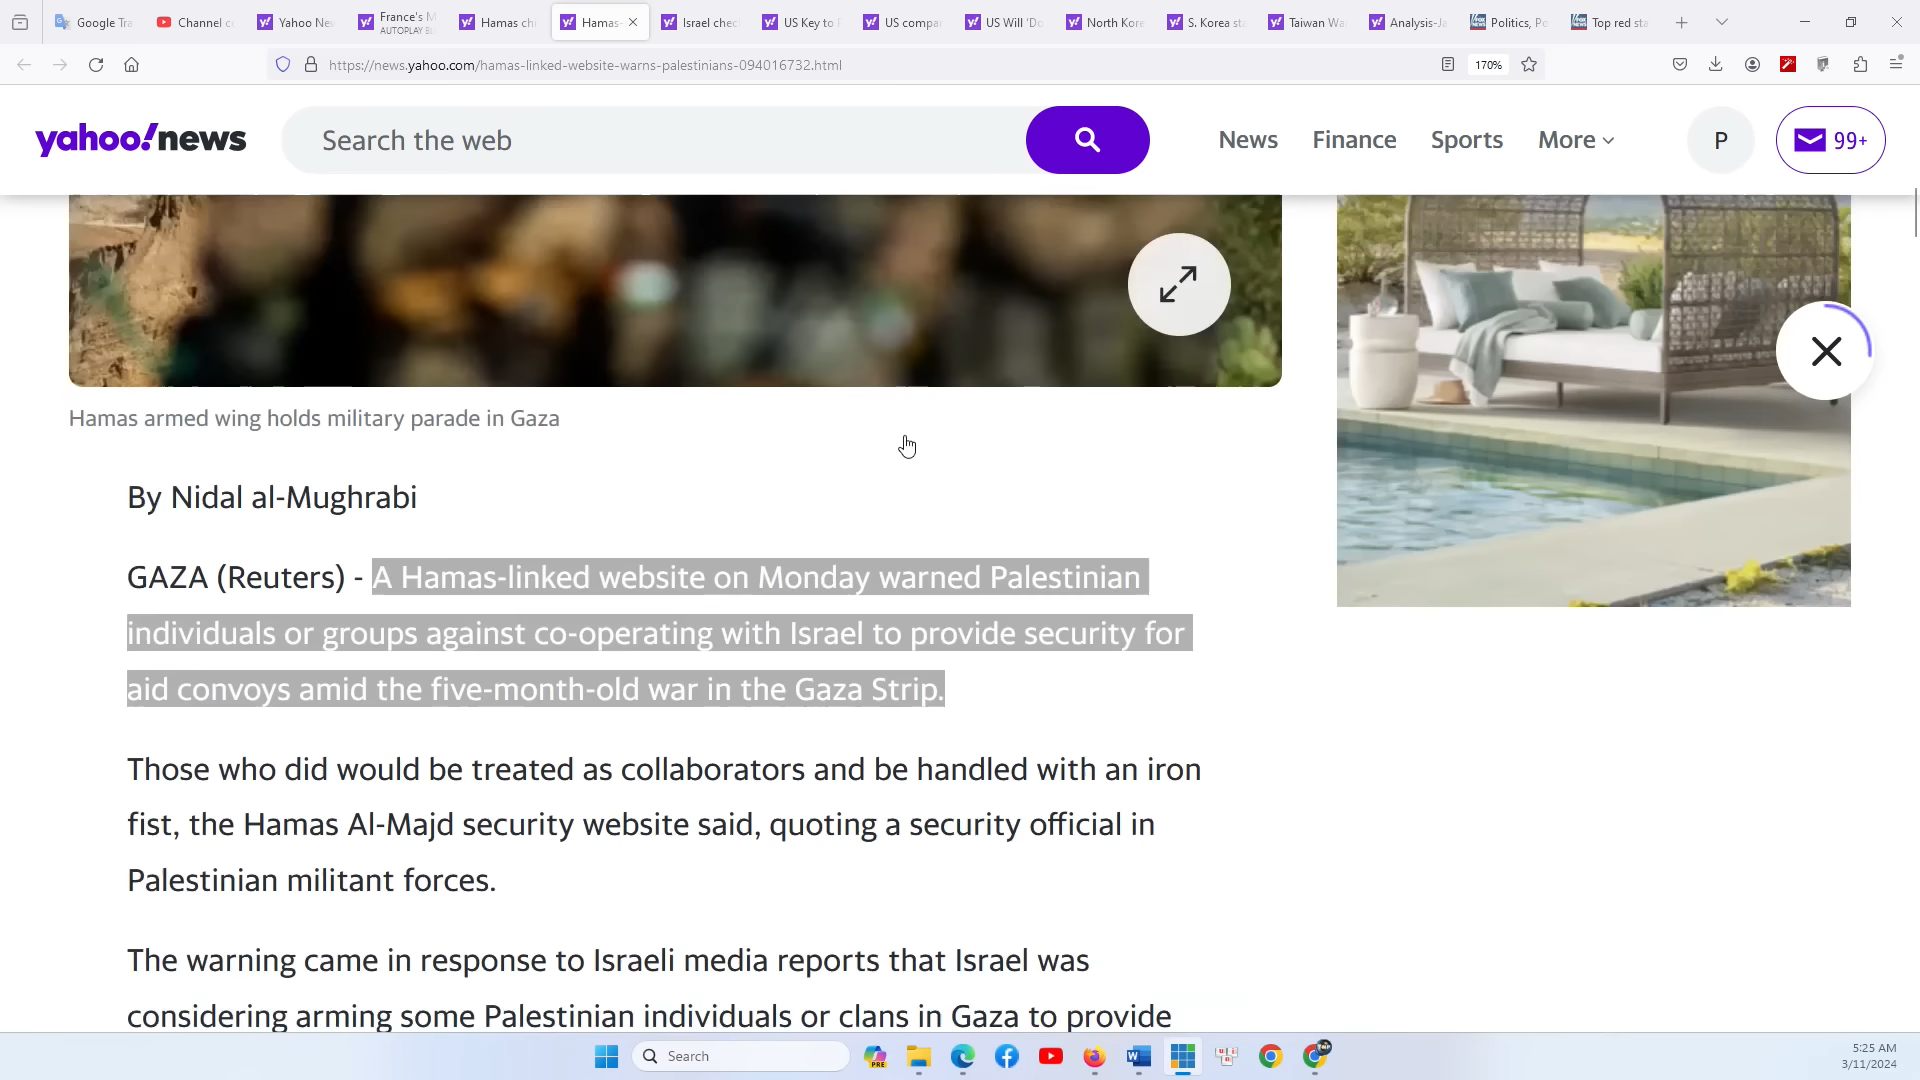 Google Tra
Channel c
Yahoo Ne
France's M
AUTOPLAY BL
Hamas ch
Hamas-
Israel chec
US Key to F
US compa
US Will 'Do
North Kore
S. Korea st
Taiwan Wa
Analysis-Ja
Politics, Po
Top red sta
https://news.yahoo.com/hamas-linked-website-warns-palestinians-094016732.html
170%
yahoo!news
Search the web
News
Finance
Sports
More
P
99+
Hamas armed wing holds military parade in Gaza
By Nidal al-Mughrabi
GAZA (Reuters) - A Hamas-linked website on Monday warned Palestinian
individuals or groups against co-operating with Israel to provide security for
aid convoys amid the five-month-old war in the Gaza Strip.
Those who did would be treated as collaborators and be handled with an iron
fist, the Hamas Al-Majd security website said, quoting a security official in
Palestinian militant forces.
The warning came in response to Israeli media reports that Israel was
considering arming some Palestinian individuals or clans in Gaza to provide
Search
PRE
5:25 AM
3/11/2024